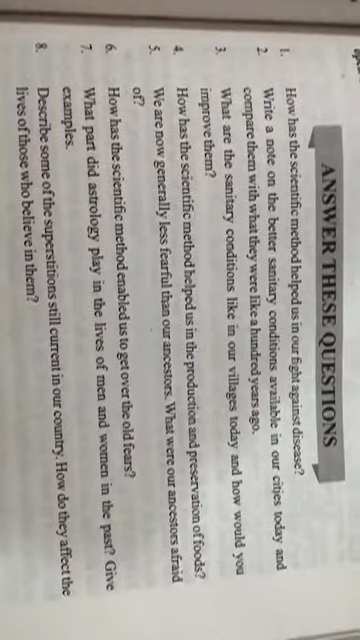 ANSWER THESE QUESTIONS
1. How has the scientific method helped us in our fight against disease?
2. Write a note on the better sanitary conditions available in our cities today and
compare them with what they were like a hundred years ago.
3. What are the sanitary conditions like in our villages today and how would you
improve them?
4. How has the scientific method helped us in the production and preservation of foods?
5. We are now generally less fearful than our ancestors. What were our ancestors afraid
of?
6. How has the scientific method enabled us to get over the old fears?
7. What part did astrology play in the lives of men and women in the past? Give
examples.
8. Describe some of the superstitions still current in our country. How do they affect the
lives of those who believe in them?